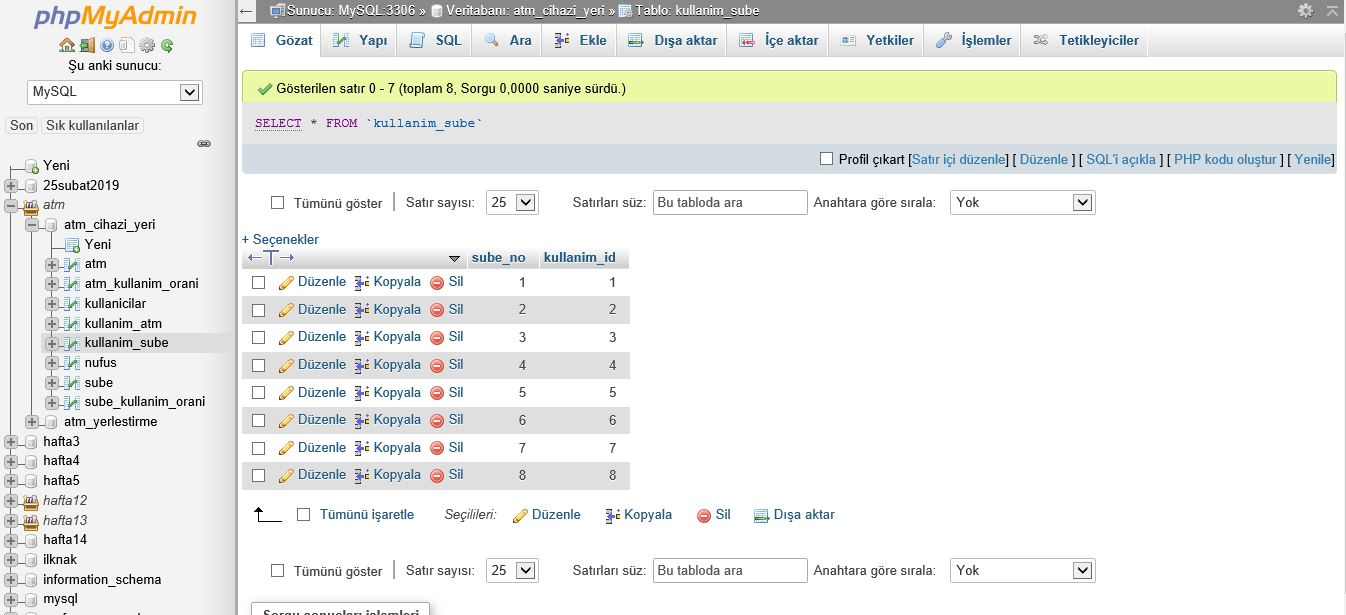 phpMyAdmin
Şu anki sunucu:
MySQL
Son Sık kullanılanlar
Yeni
25subat2019
atm
atm_cihazi_yeri
Yeni
atm
atm_kullanim_orani
kullanicilar
kullanim_atm
kullanim_sube
nufus
sube
sube_kullanim_orani
atm_yerlestirme
hafta3
hafta4
hafta5
hafta12
hafta13
hafta14
ilknak
information_schema
mysql
Sunucu: MySQL:3306 » Veritabanı: atm_cihazi_yeri » Tablo: kullanim_sube
Gözat Yapı SQL Ara Ekle Dışa aktar İçe aktar Yetkiler İşlemler Tetikleyiciler
Gösterilen satır 0 - 7 (toplam 8, Sorgu 0,0000 saniye sürdü.)
SELECT * FROM `kullanim_sube`
Profil çıkart [Satır içi düzenle] [ Düzenle ] [ SQL'i açıkla ] [ PHP kodu oluştur ] [ Yenile]
Tümünü göster Satır sayısı: 25 Satırları süz: Bu tabloda ara Anahtara göre sırala: Yok
+ Seçenekler
sube_no kullanim_id
Düzenle Kopyala Sil 1 1
Düzenle Kopyala Sil 2 2
Düzenle Kopyala Sil 3 3
Düzenle Kopyala Sil 4 4
Düzenle Kopyala Sil 5 5
Düzenle Kopyala Sil 6 6
Düzenle Kopyala Sil 7 7
Düzenle Kopyala Sil 8 8
Tümünü işaretle Seçilileri: Düzenle Kopyala Sil Dışa aktar
Tümünü göster Satır sayısı: 25 Satırları süz: Bu tabloda ara Anahtara göre sırala: Yok
Sorgu sonuçları işlemleri